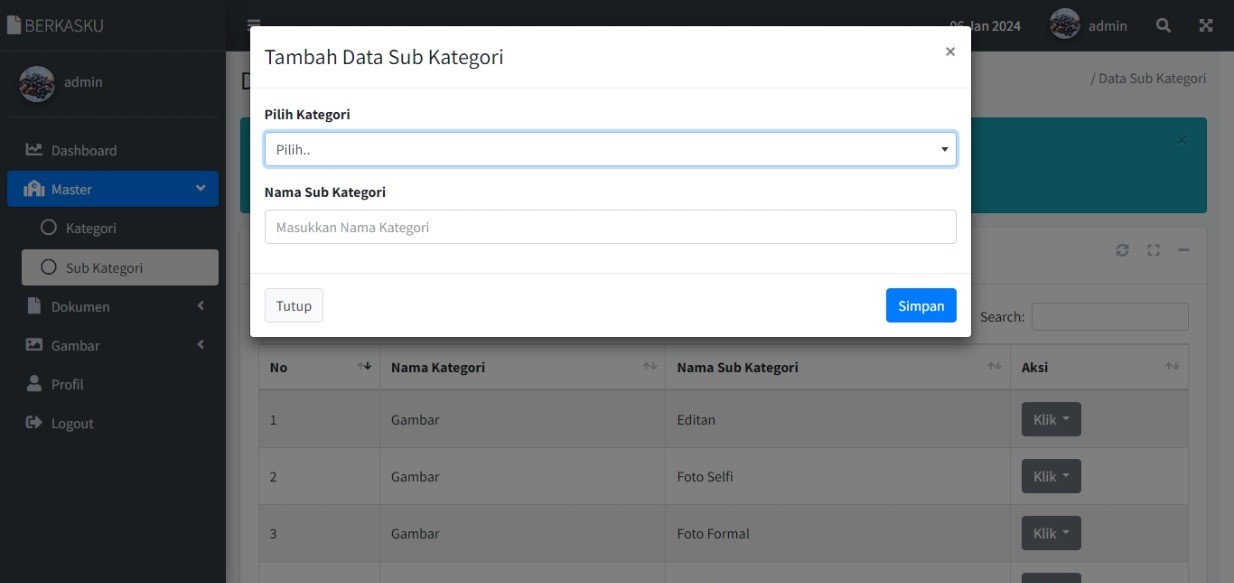 BERKASKU
06 Jan 2024
admin
admin
/ Data Sub Kategori
Dashboard
Master
Kategori
Sub Kategori
Dokumen
Gambar
Profil
Logout
Tambah Data Sub Kategori
×
Pilih Kategori
Pilih..
Nama Sub Kategori
Masukkan Nama Kategori
Tutup
Simpan
Search:
No Nama Kategori Nama Sub Kategori Aksi
1 Gambar Editan Klik
2 Gambar Foto Selfi Klik
3 Gambar Foto Formal Klik